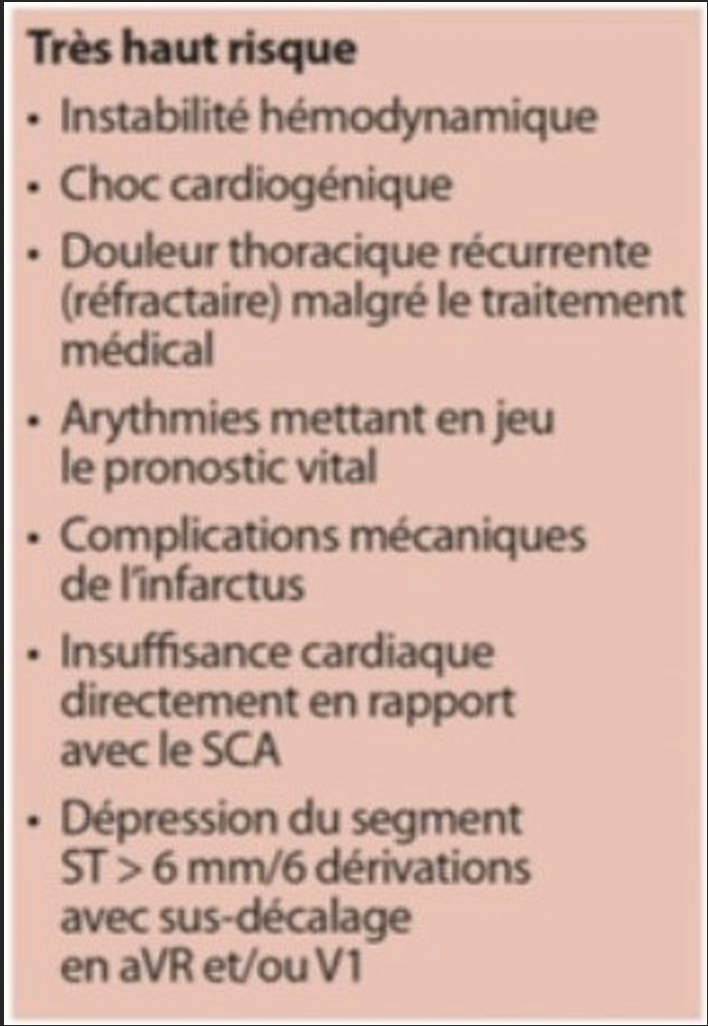 Très haut risque
• Instabilité hémodynamique
• Choc cardiogénique
• Douleur thoracique récurrente
(réfractaire) malgré le traitement
médical
• Arythmies mettant en jeu
le pronostic vital
• Complications mécaniques
de l'infarctus
• Insuffisance cardiaque
directement en rapport
avec le SCA
• Dépression du segment
ST > 6 mm/6 dérivations
avec sus-décalage
en aVR et/ou V1